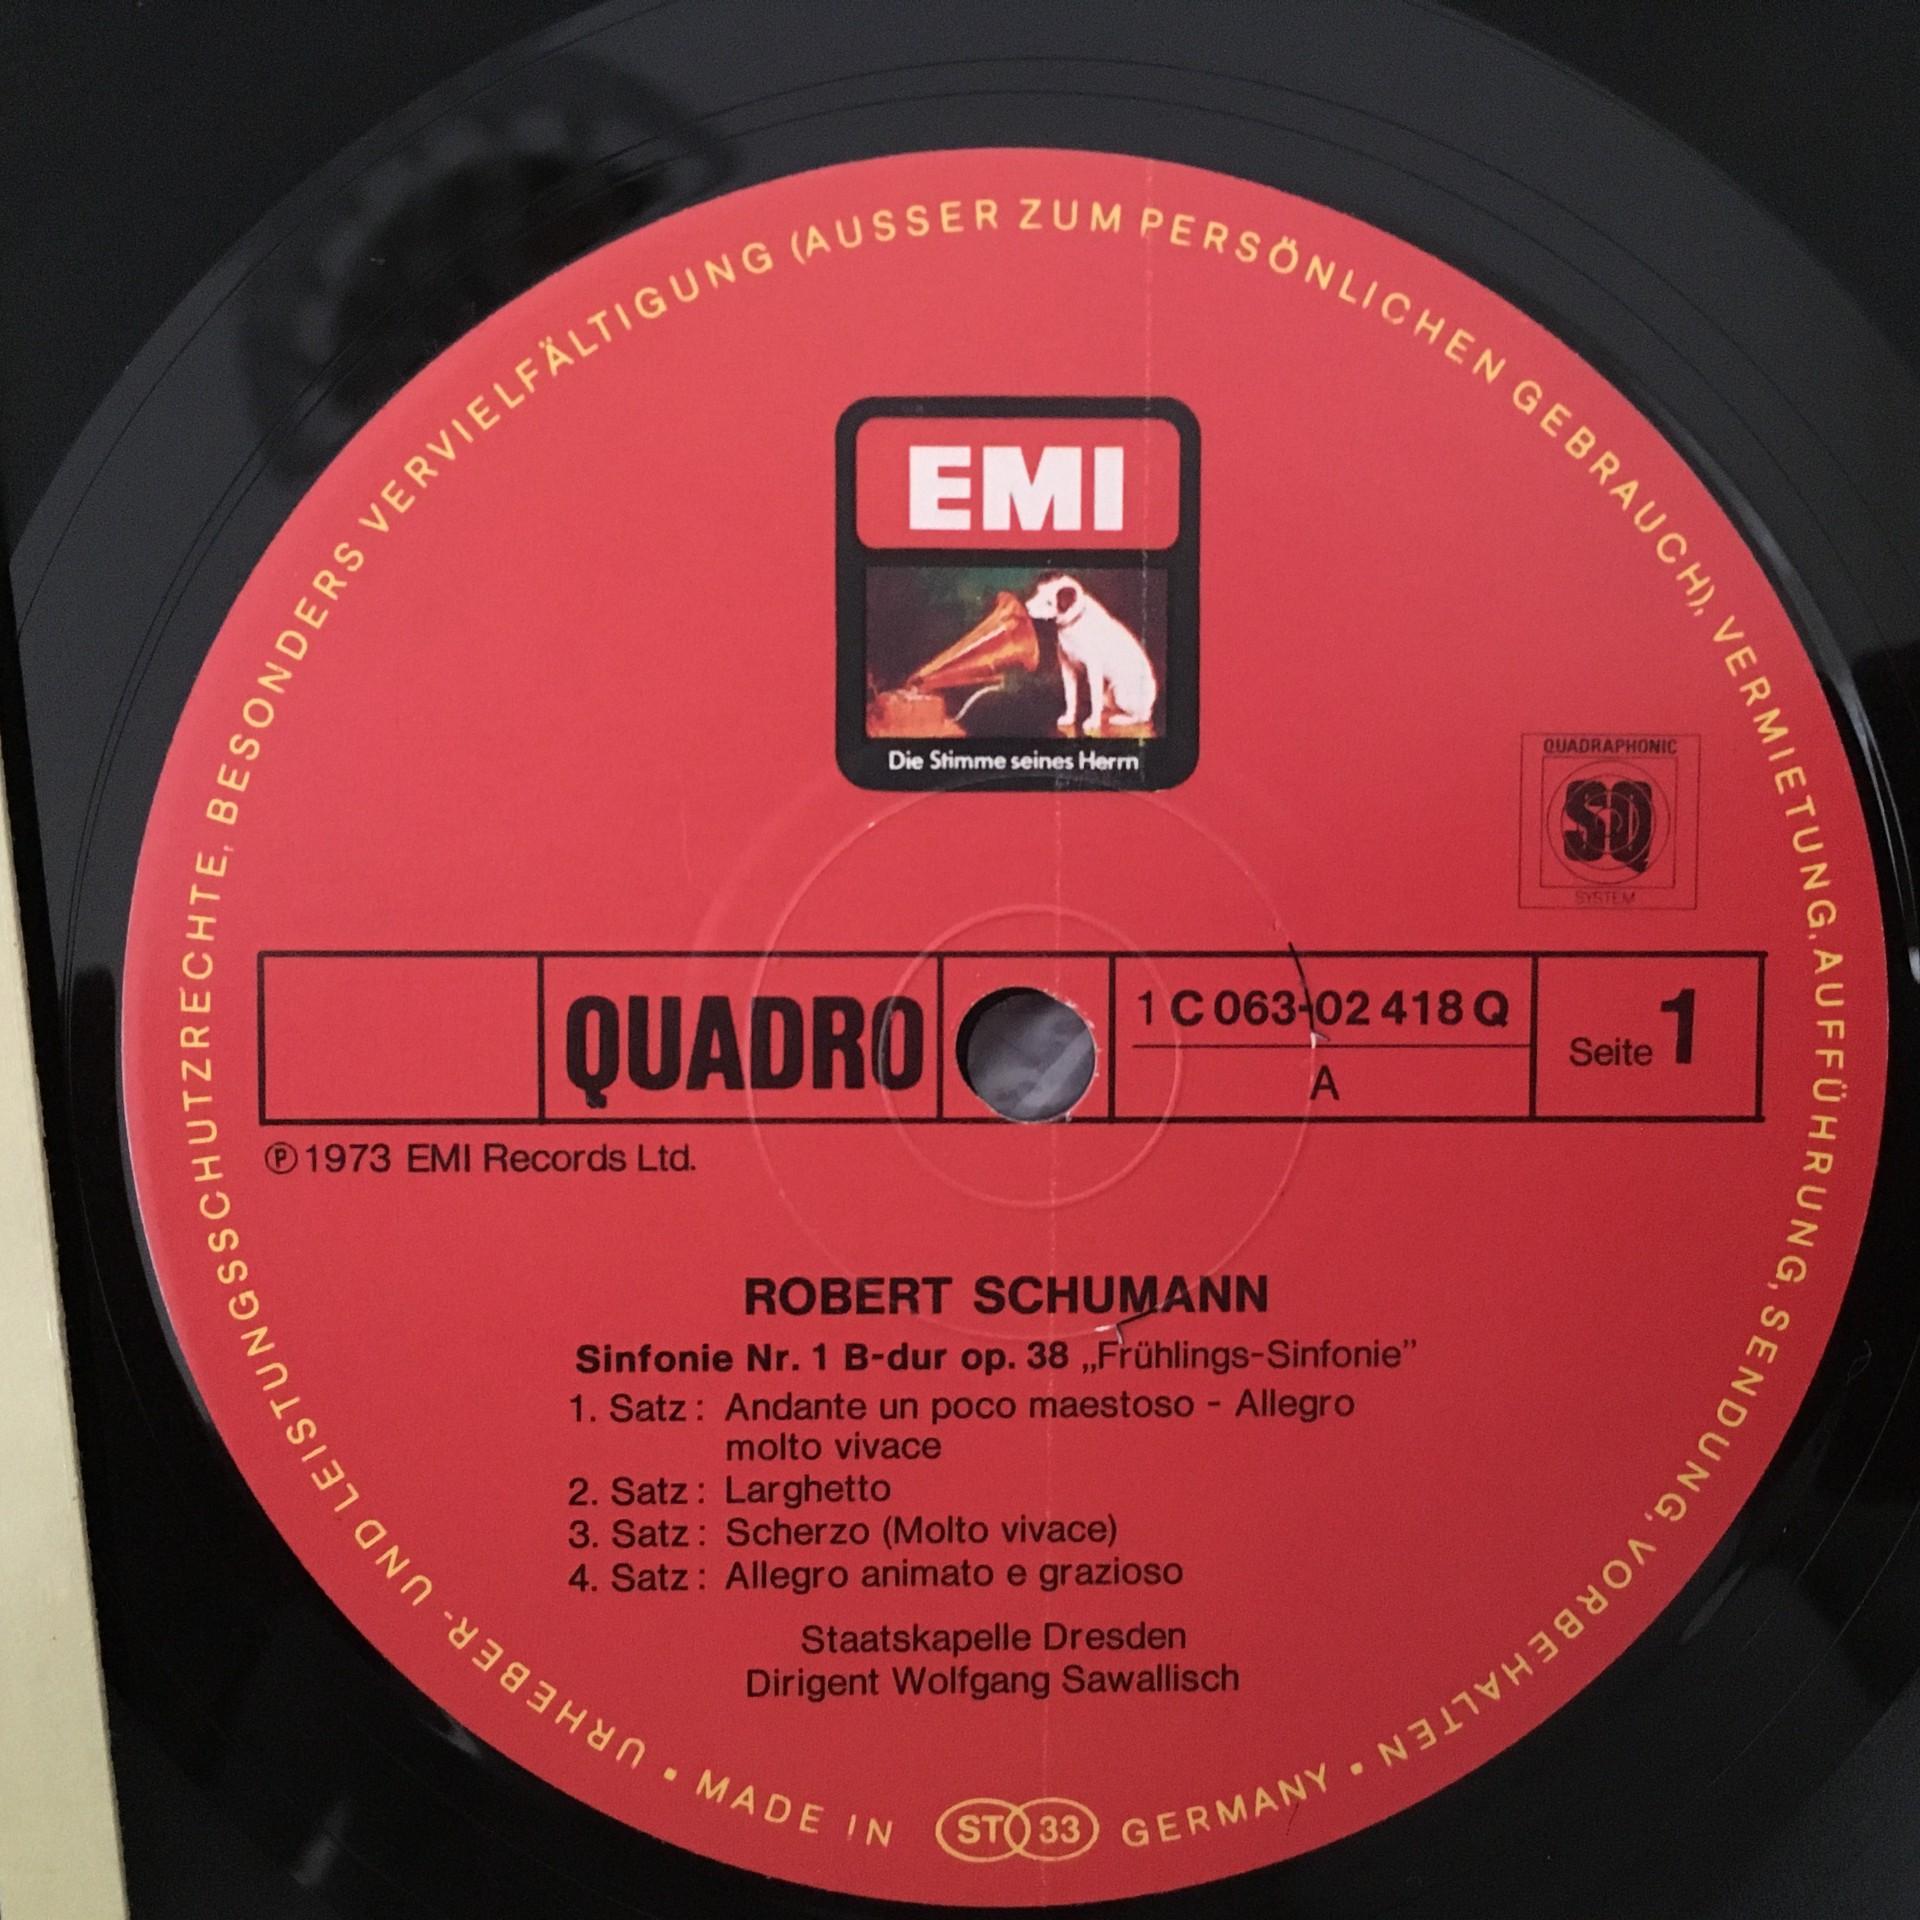 URHEBER- UND LEISTUNGSSCHUTZRECHTE, BESONDERS VERVIELFÄLTIGUNG (AUSSER ZUM PERSÖNLICHEN GEBRAUCH), VERMIETUNG, AUFFÜHRUNG, SENDUNG, VORBEHALTEN • MADE IN ST 33 GERMANY •
EMI
Die Stimme seines Herrn
QUADRAPHONIC
SQ
SYSTEM
QUADRO
1 C 063-02 418 Q
A
Seite 1
℗ 1973 EMI Records Ltd.
ROBERT SCHUMANN
Sinfonie Nr. 1 B-dur op. 38 „Frühlings-Sinfonie”
1. Satz: Andante un poco maestoso - Allegro
molto vivace
2. Satz: Larghetto
3. Satz: Scherzo (Molto vivace)
4. Satz: Allegro animato e grazioso
Staatskapelle Dresden
Dirigent Wolfgang Sawallisch